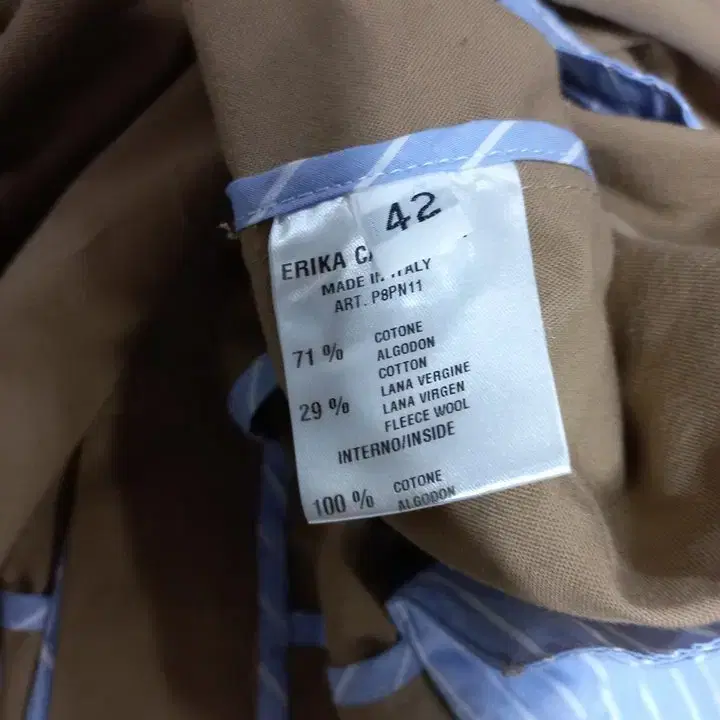 42
ERIKA
MADE ITALY
ART. P8PN11
71 % COTONE
ALGODON
COTTON
29 % LANA VERGINE
LANA VIRGEN
FLEECE WOOL
INTERNO/INSIDE
100 % COTONE
ALGODON